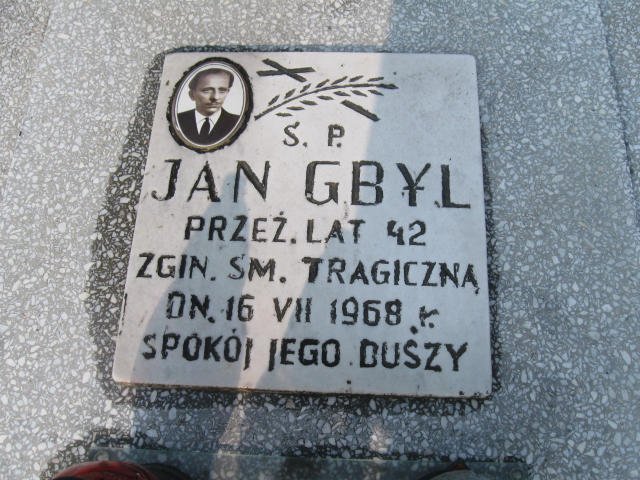 Ś. P.
JAN GBYL
PRZEŻ. LAT 42
ZGIN. ŚM. TRAGICZNĄ
DN. 16 VII 1968 r.
SPOKÓJ JEGO DUSZY